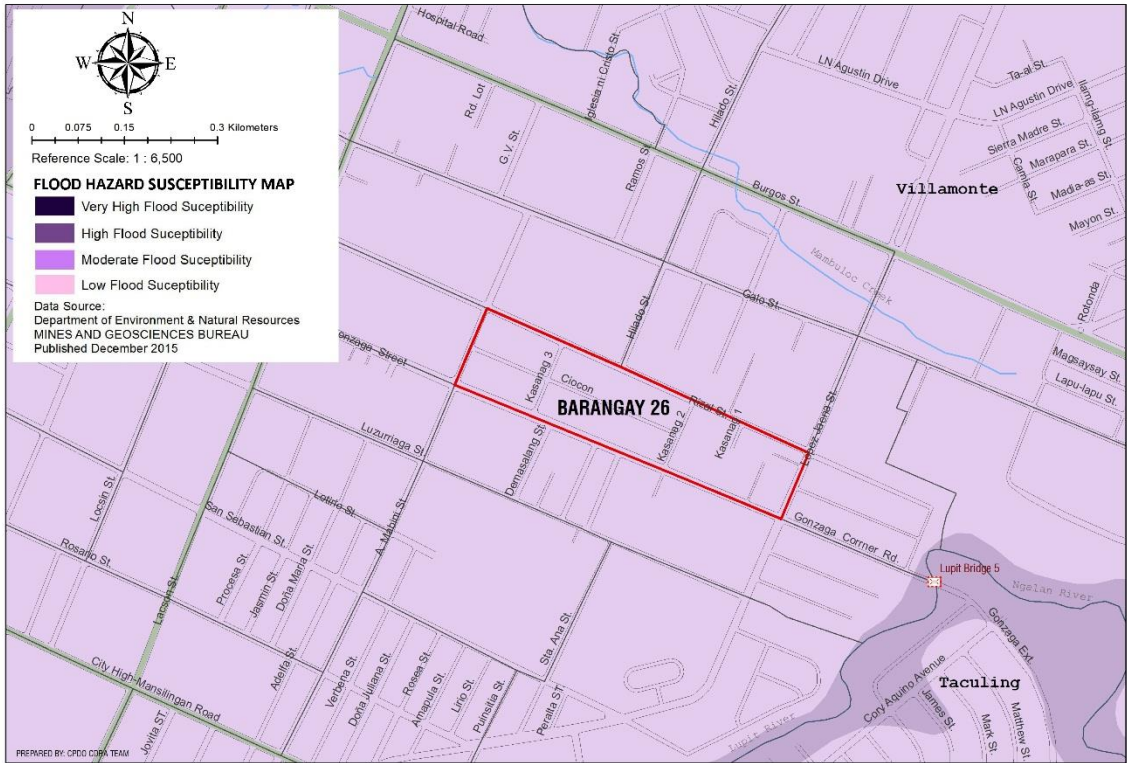 N
W
E
S
0 0.075 0.15 0.3 Kilometers
Reference Scale: 1 : 6,500
FLOOD HAZARD SUSCEPTIBILITY MAP
Very High Flood Suceptibility
High Flood Suceptibility
Moderate Flood Suceptibility
Low Flood Suceptibility
Data Source:
Department of Environment & Natural Resources
MINES AND GEOSCIENCES BUREAU
Published December 2015
Hospital Road
Rd. Lot
G.V. St.
Iglesia ni Cristo St.
Ramos St.
Hilado St.
LN Agustin Drive
Ta-al St.
LN Agustin Drive
Ilang-ilamg St.
Sierra Madre St.
Marapara St.
Camia St.
Madia-as St.
Mayon St.
Villamonte
Burgos St.
Mambuloc Creek
Galo St.
Hilado St.
Rotonda
Magsaysay St.
Lapu-lapu St.
Street
Kasanag 3
Ciocon
BARANGAY 26
Rizal St.
Kasanag 2
Kasanag 1
Lopez Jaena St.
Luzuriaga St.
Demasalang St.
Locsin St.
Lotirio St.
San Sebastian St.
A. Mabini St.
Rosario St.
Procesa St.
Jasmin St.
Doña Maria St.
Lacson St.
Gonzaga Corrner Rd.
Lupit Bridge 5
Ngalan River
Gonzaga Ext.
Sta. Ana St.
City High-Mansilingan Road
Adelfa St.
Verbena St.
Doña Juliana St.
Rosea St.
Amapula St.
Lirio St.
Puinsitia St.
Peralta ST.
Jovita ST.
Cory Aquino Avenue
Taculing
James St.
Mark St.
Matthew St.
Lupit River
PREPARED BY: CPDO CDRA TEAM